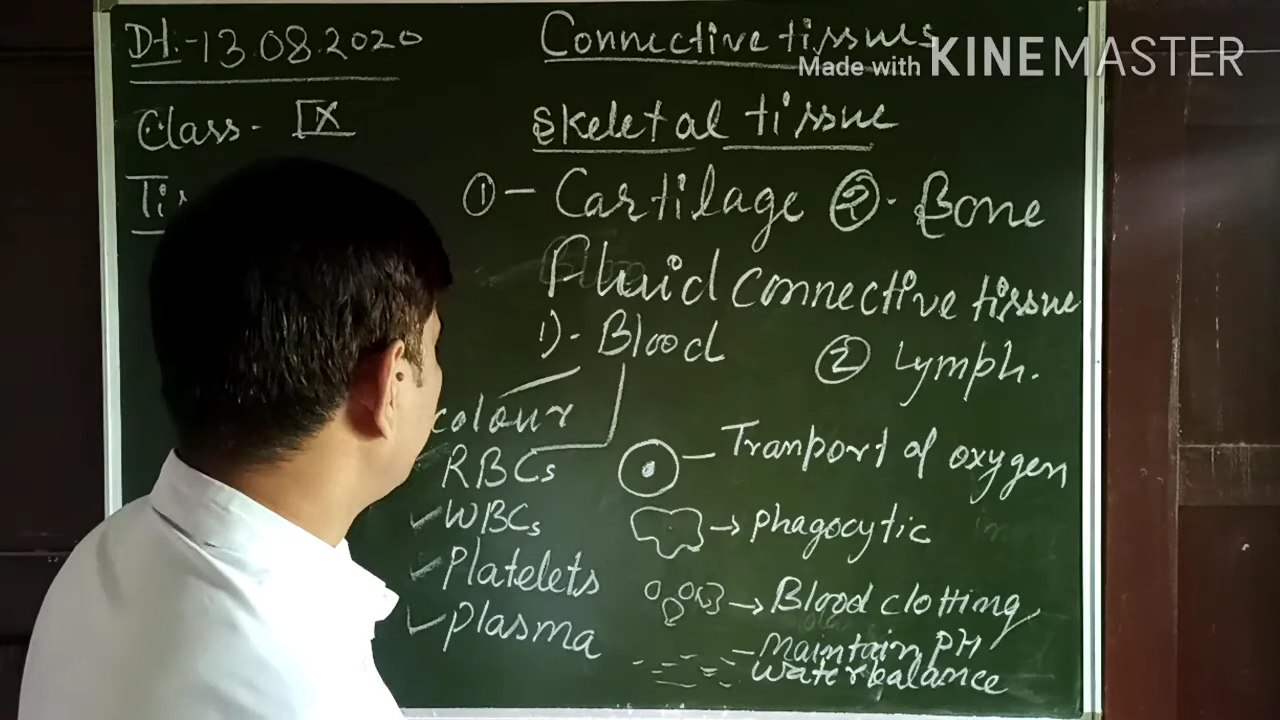 Dt.-13.08.2020
Connective tissues
Made with KINEMASTER
Class- IX
Skeletal tissue
Tis
① - Cartilage ②. Bone
Fluid connective tissue
1)- Blood
② Lymph.
colour
RBCs - Tranport of oxygen
WBCs → phagocytic
Platelets → Blood clotting
Plasma - Maintain PH
water balance